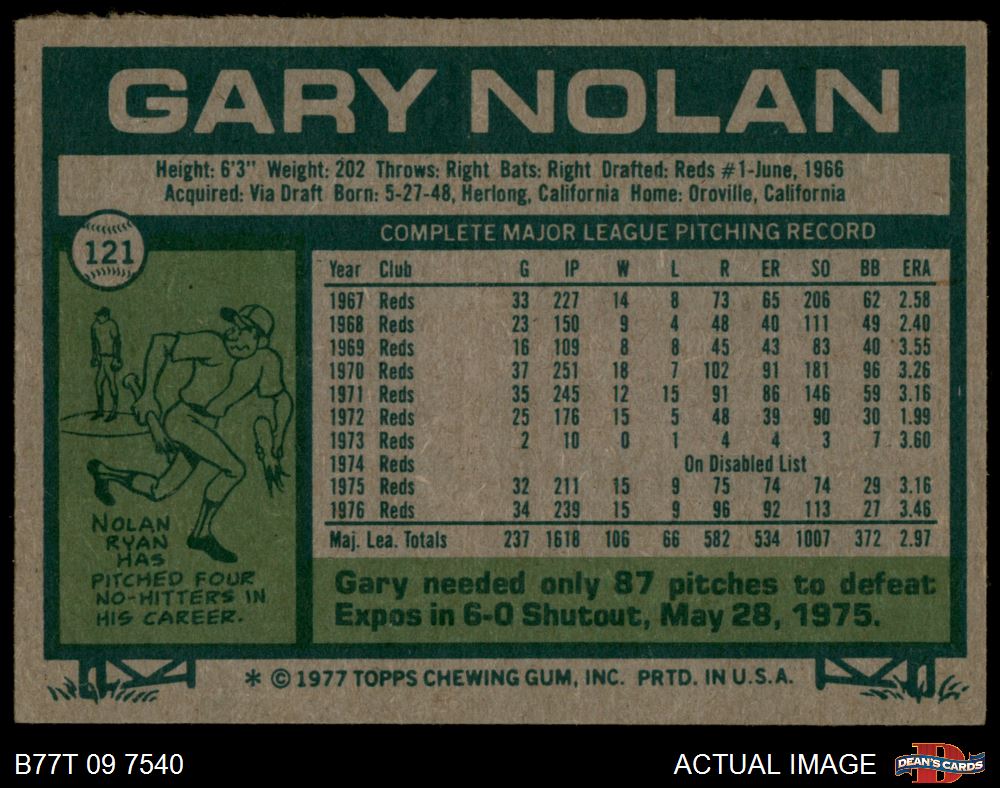 GARY NOLAN
Height: 6'3" Weight: 202 Throws: Right Bats: Right Drafted: Reds #1-June, 1966
Acquired: Via Draft Born: 5-27-48, Herlong, California Home: Oroville, California
121
COMPLETE MAJOR LEAGUE PITCHING RECORD
Year Club G IP W L R ER SO BB ERA
1967 Reds 33 227 14 8 73 65 206 62 2.58
1968 Reds 23 150 9 4 48 40 111 49 2.40
1969 Reds 16 109 8 8 45 43 83 40 3.55
1970 Reds 37 251 18 7 102 91 181 96 3.26
1971 Reds 35 245 12 15 91 86 146 59 3.16
1972 Reds 25 176 15 5 48 39 90 30 1.99
1973 Reds 2 10 0 1 4 4 3 7 3.60
1974 Reds On Disabled List
1975 Reds 32 211 15 9 75 74 74 29 3.16
1976 Reds 34 239 15 9 96 92 113 27 3.46
Maj. Lea. Totals 237 1618 106 66 582 534 1007 372 2.97
NOLAN
RYAN
HAS
PITCHED FOUR
NO-HITTERS IN
HIS CAREER.
Gary needed only 87 pitches to defeat
Expos in 6-0 Shutout, May 28, 1975.
* © 1977 TOPPS CHEWING GUM, INC. PRTD. IN U.S.A.
B77T 09 7540
ACTUAL IMAGE
DEAN'S CARDS